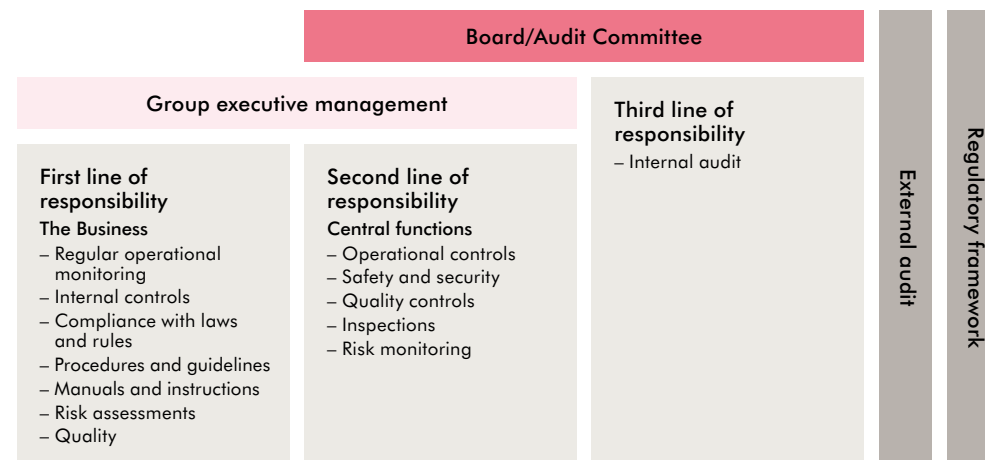 Board/Audit Committee
Group executive management
First line of
responsibility
The Business
– Regular operational
monitoring
– Internal controls
– Compliance with laws
and rules
– Procedures and guidelines
– Manuals and instructions
– Risk assessments
– Quality
Second line of
responsibility
Central functions
– Operational controls
– Safety and security
– Quality controls
– Inspections
– Risk monitoring
Third line of
responsibility
– Internal audit
External audit
Regulatory framework